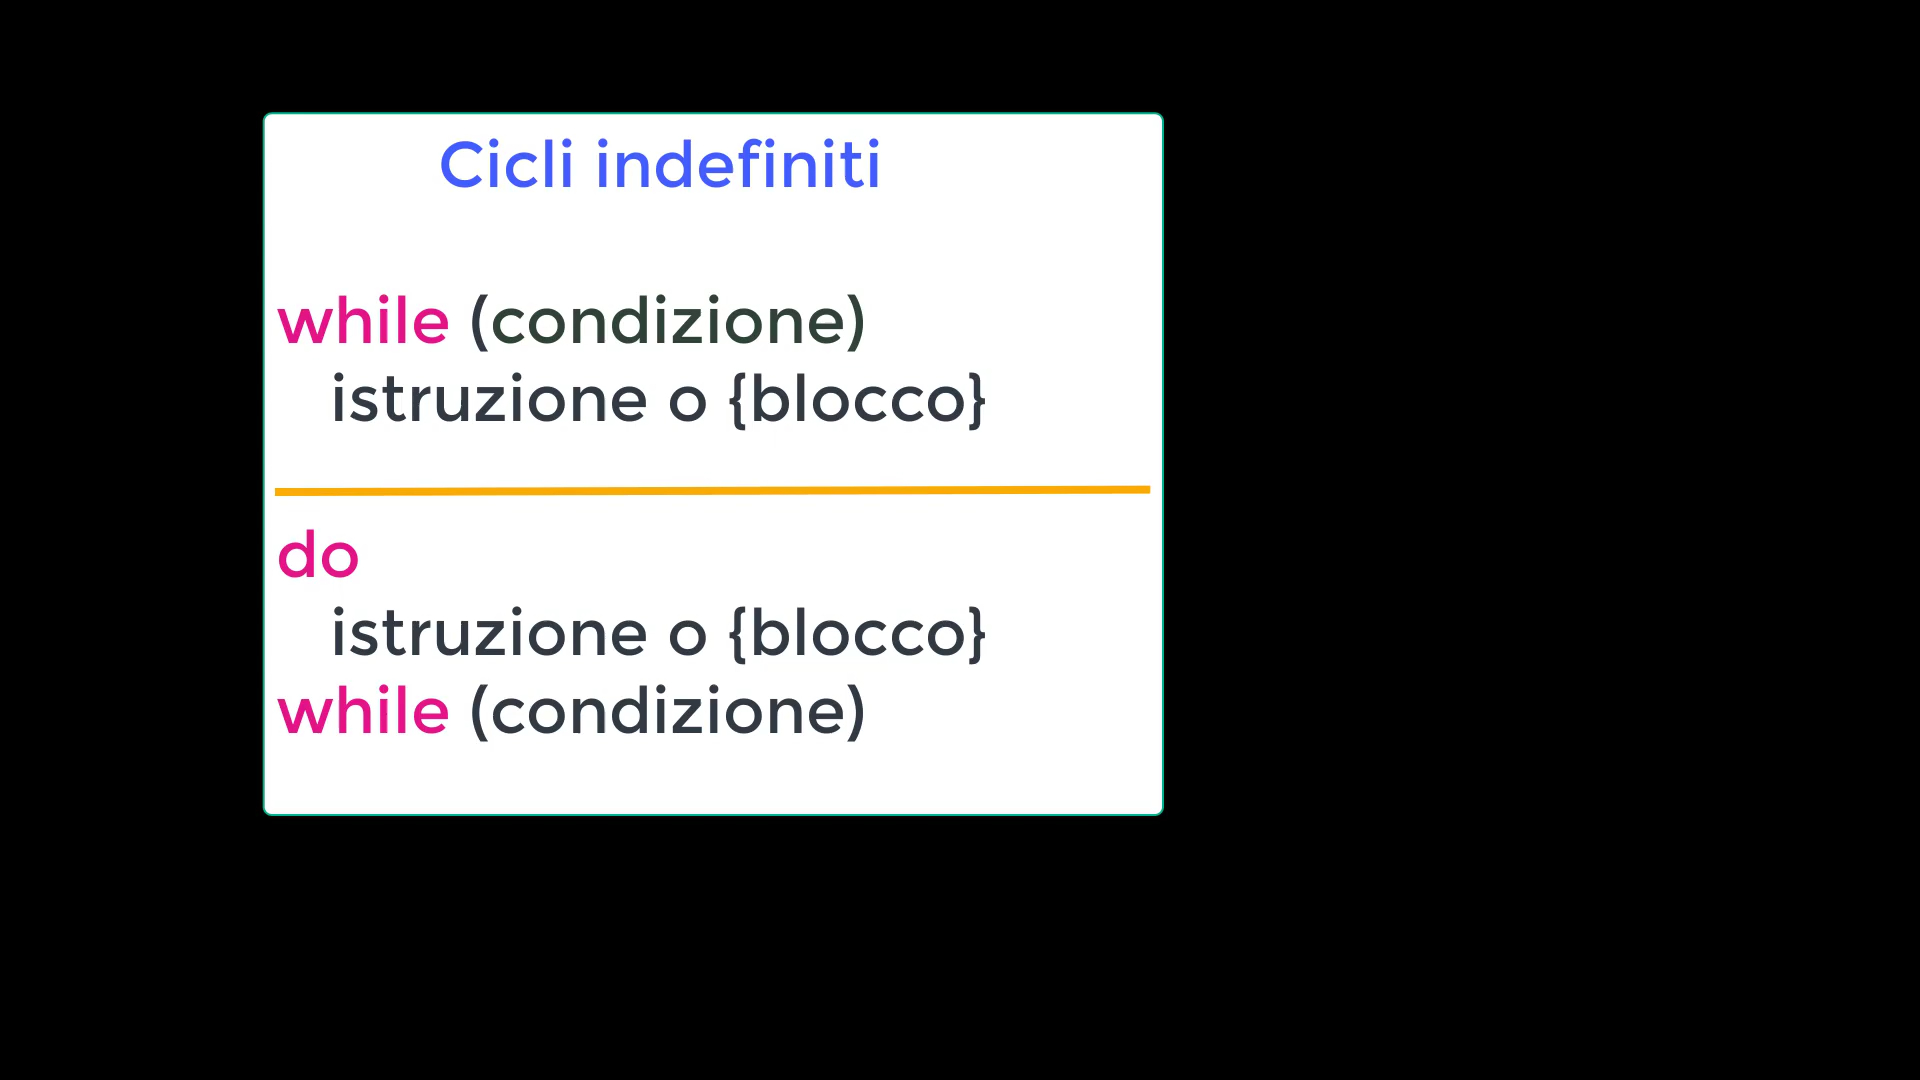 Cicli indefiniti
while (condizione)
istruzione o {blocco}
do
istruzione o {blocco}
while (condizione)